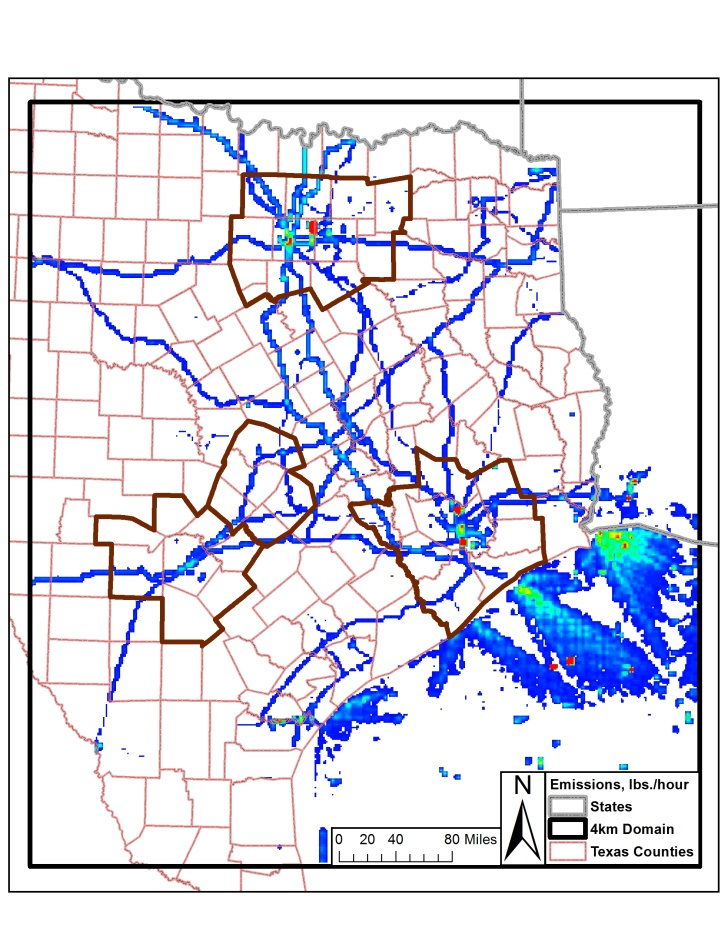 N
Emissions, lbs./hour
States
4km Domain
Texas Counties
0 20 40 80 Miles